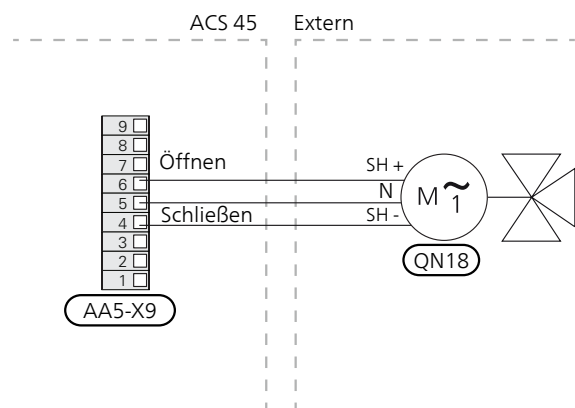 ACS 45 Extern
9
8
7 Öffnen SH +
6
5 N
4 Schließen SH -
3
2
1
M ~ 1
QN18
AA5-X9